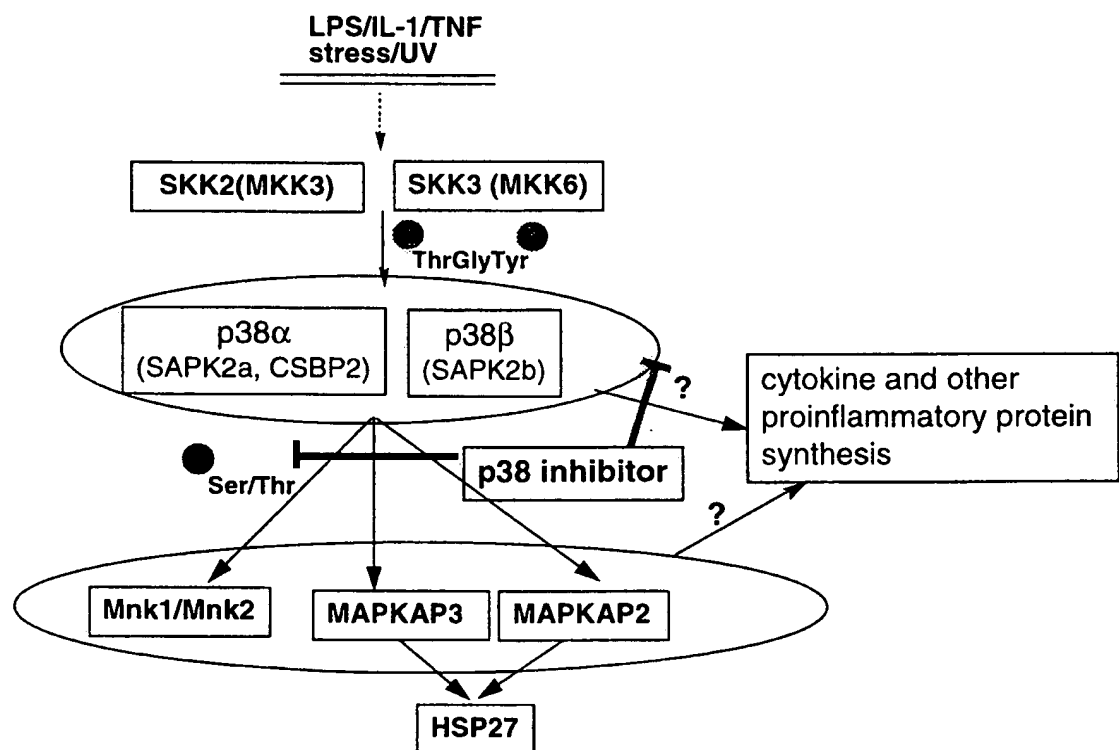 LPS/IL-1/TNF
stress/UV
SKK2(MKK3)
SKK3 (MKK6)
ThrGlyTyr
p38α
(SAPK2a, CSBP2)
p38β
(SAPK2b)
?
cytokine and other
proinflammatory protein
synthesis
Ser/Thr
p38 inhibitor
?
Mnk1/Mnk2
MAPKAP3
MAPKAP2
HSP27